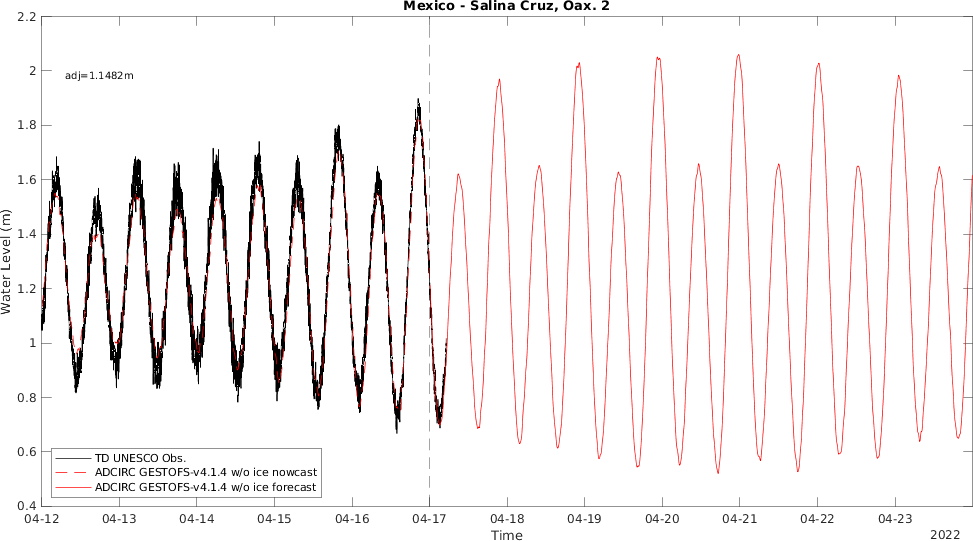 Mexico - Salina Cruz, Oax. 2
2.2
2
1.8
1.6
1.4
1.2
1
0.8
0.6
0.4
Water Level (m)
adj=1.1482m
TD UNESCO Obs.
ADCIRC GESTOFS-v4.1.4 w/o ice nowcast
ADCIRC GESTOFS-v4.1.4 w/o ice forecast
04-12 04-13 04-14 04-15 04-16 04-17 04-18 04-19 04-20 04-21 04-22 04-23
Time
2022